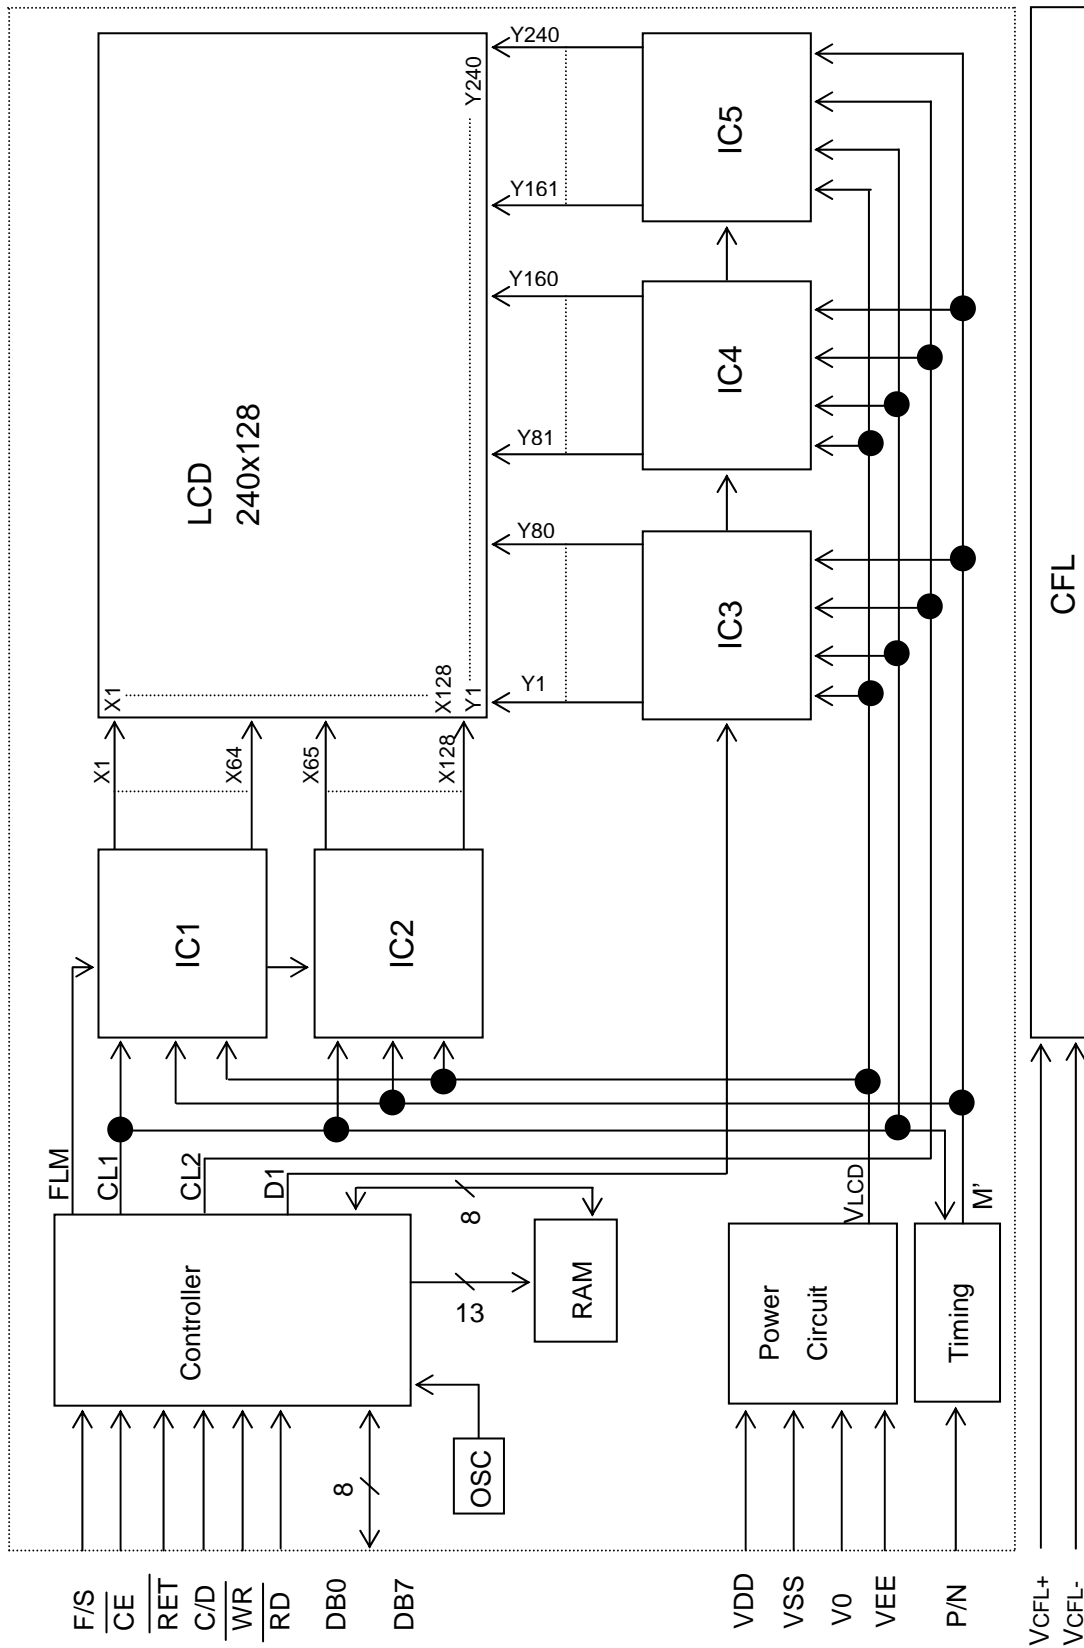 F/S
CE
RET
C/D
WR
RD
DB0
DB7
8
Controller
OSC
FLM
CL1
CL2
D1
8
13
RAM
IC1
IC2
X1
X64
X65
X128
X1
X128
Y1
Y240
LCD
240x128
Y1
Y80
Y81
Y160
Y161
Y240
IC3
IC4
IC5
VDD
VSS
V0
VEE
Power
Circuit
VLCD
P/N
Timing
M'
VCFL+
VCFL-
CFL